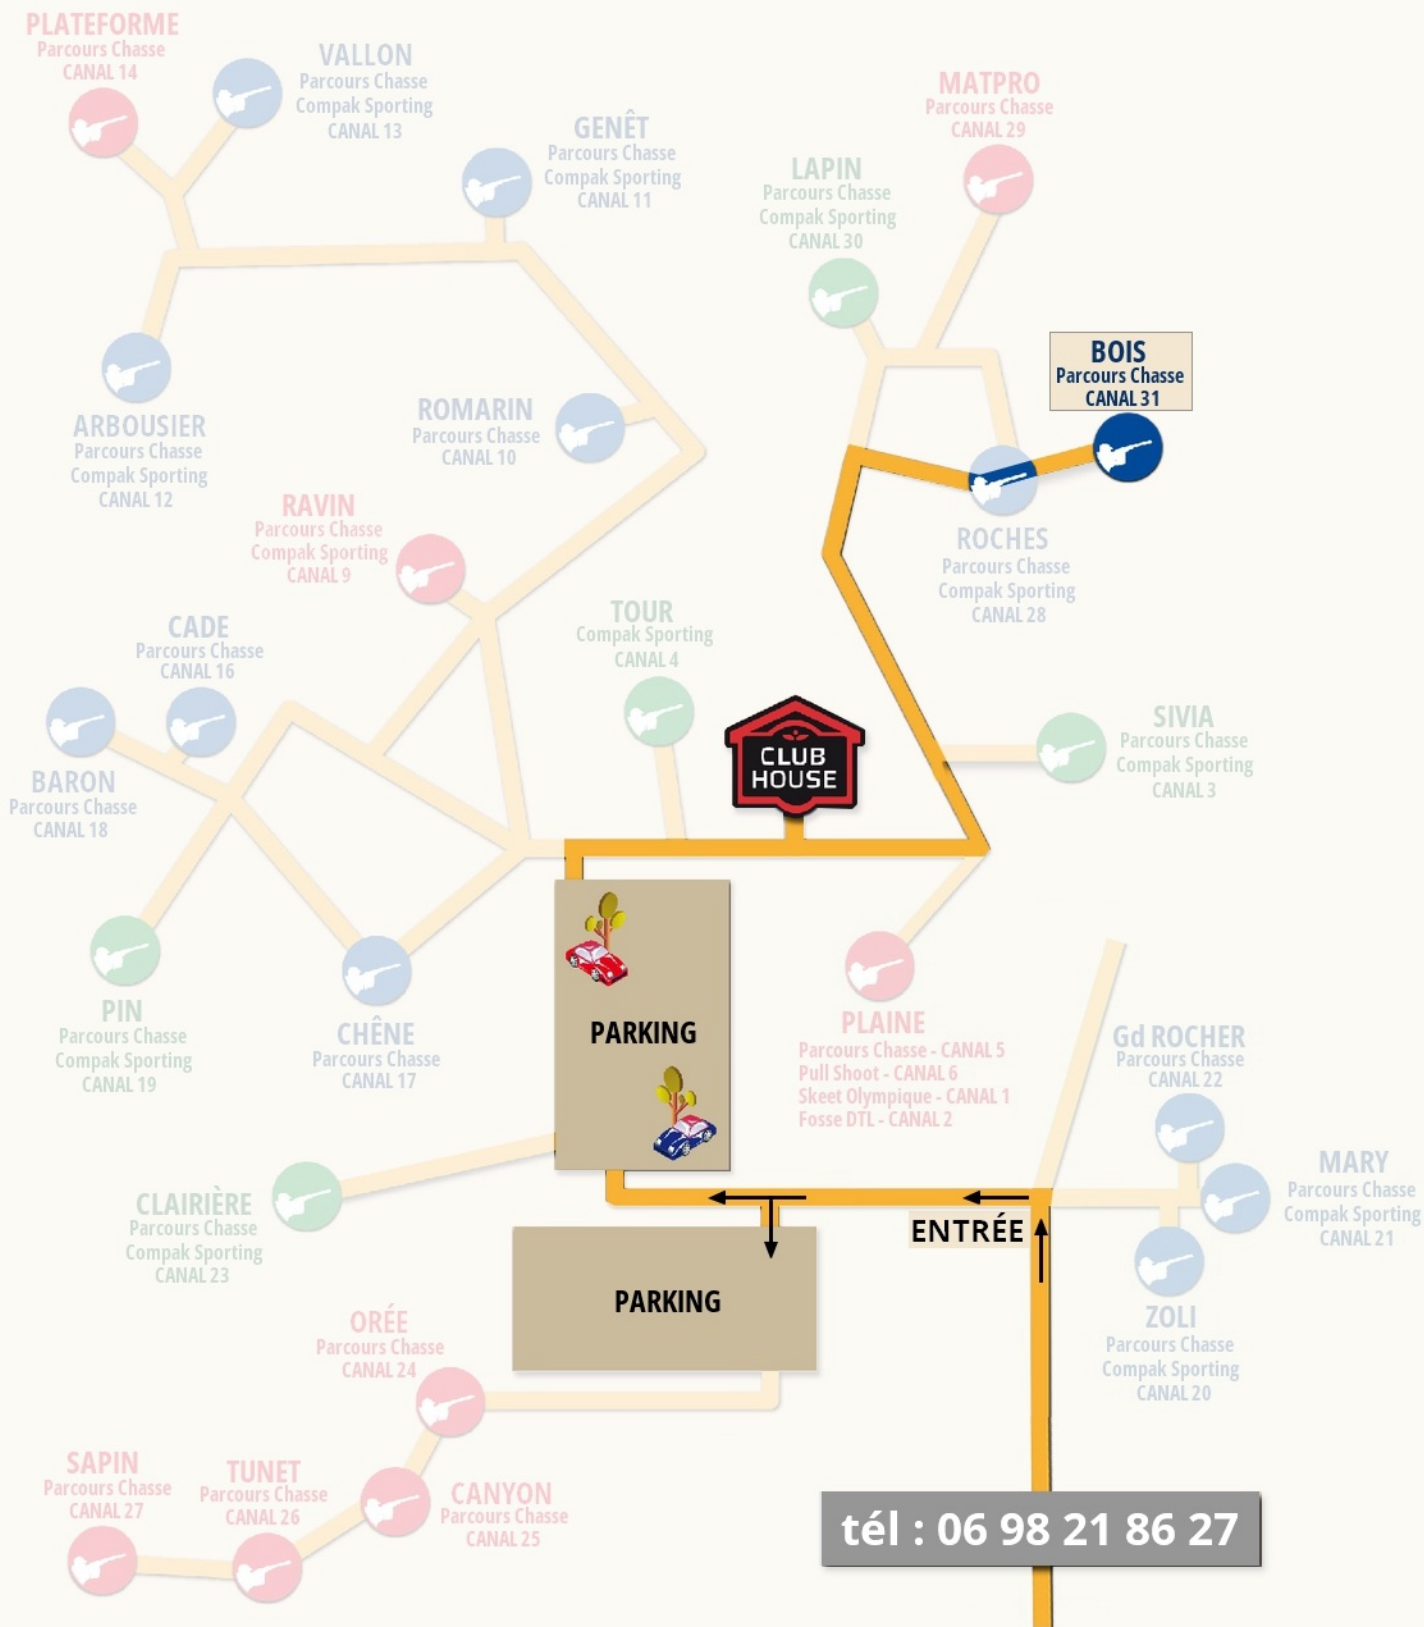 PLATEFORME
Parcours Chasse
CANAL 14
VALLON
Parcours Chasse
Compak Sporting
CANAL 13
GENÊT
Parcours Chasse
Compak Sporting
CANAL 11
MATPRO
Parcours Chasse
CANAL 29
LAPIN
Parcours Chasse
Compak Sporting
CANAL 30
BOIS
Parcours Chasse
CANAL 31
ARBOUSIER
Parcours Chasse
Compak Sporting
CANAL 12
ROMARIN
Parcours Chasse
CANAL 10
RAVIN
Parcours Chasse
Compak Sporting
CANAL 9
ROCHES
Parcours Chasse
Compak Sporting
CANAL 28
CADE
Parcours Chasse
CANAL 16
TOUR
Compak Sporting
CANAL 4
CLUB
HOUSE
SIVIA
Parcours Chasse
Compak Sporting
CANAL 3
BARON
Parcours Chasse
CANAL 18
PIN
Parcours Chasse
Compak Sporting
CANAL 19
CHÊNE
Parcours Chasse
CANAL 17
PARKING
PLAINE
Parcours Chasse - CANAL 5
Pull Shoot - CANAL 6
Skeet Olympique - CANAL 1
Fosse DTL - CANAL 2
Gd ROCHER
Parcours Chasse
CANAL 22
MARY
Parcours Chasse
Compak Sporting
CANAL 21
CLAIRIÈRE
Parcours Chasse
Compak Sporting
CANAL 23
ENTRÉE
PARKING
ZOLI
Parcours Chasse
Compak Sporting
CANAL 20
ORÉE
Parcours Chasse
CANAL 24
SAPIN
Parcours Chasse
CANAL 27
TUNET
Parcours Chasse
CANAL 26
CANYON
Parcours Chasse
CANAL 25
tél : 06 98 21 86 27